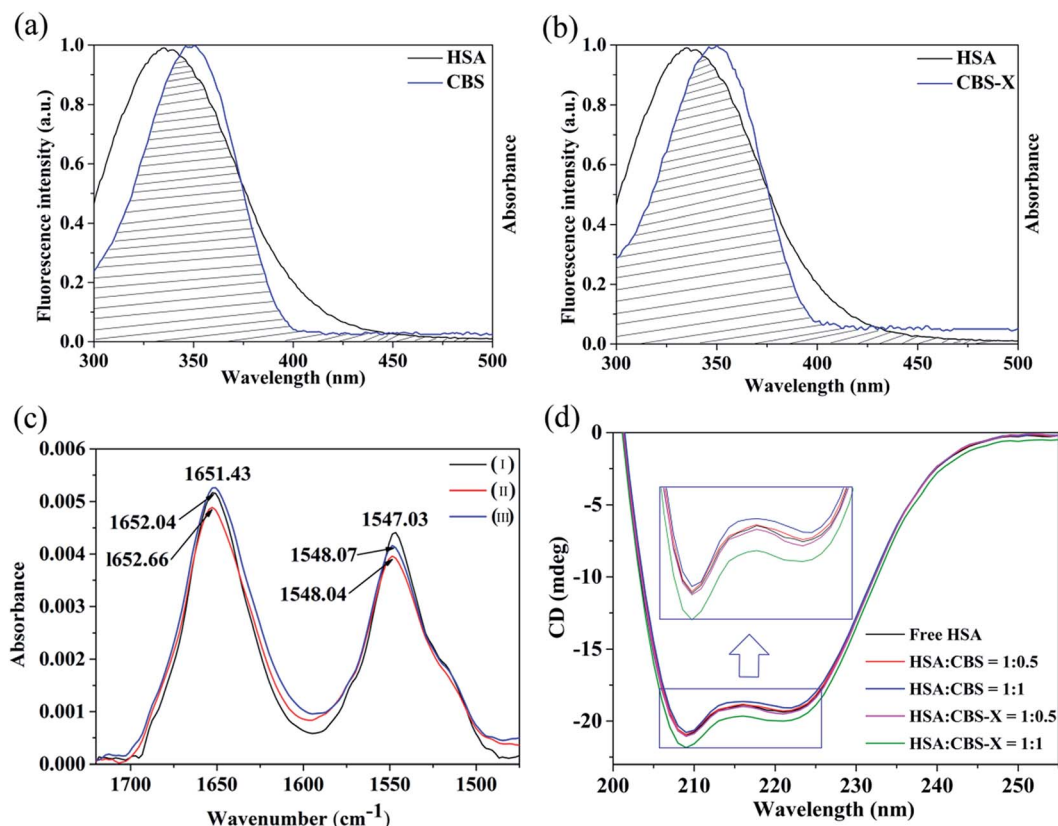 (a)
1.0
0.8
0.6
0.4
0.2
0.0
Fluorescence intensity (a.u.)
HSA
CBS
Absorbance
300 350 400 450 500
Wavelength (nm)
(b)
1.0
0.8
0.6
0.4
0.2
0.0
Fluorescence intensity (a.u.)
HSA
CBS-X
Absorbance
300 350 400 450 500
Wavelength (nm)
(c)
0.006
0.005
0.004
0.003
0.002
0.001
0.000
Absorbance
1651.43
1652.04
l652.66
1547.03
1548.07
1548.04
(I)
(II)
(III)
1700 1650 1600 1550 1500
Wavenumber (cm-1)
(d)
0
-5
-10
-15
-20
CD (mdeg)
Free HSA
HSA:CBS = 1:0.5
HSA:CBS = 1:1
HSA:CBS-X = 1:0.5
HSA:CBS-X = 1:1
200 210 220 230 240 250
Wavelength (nm)